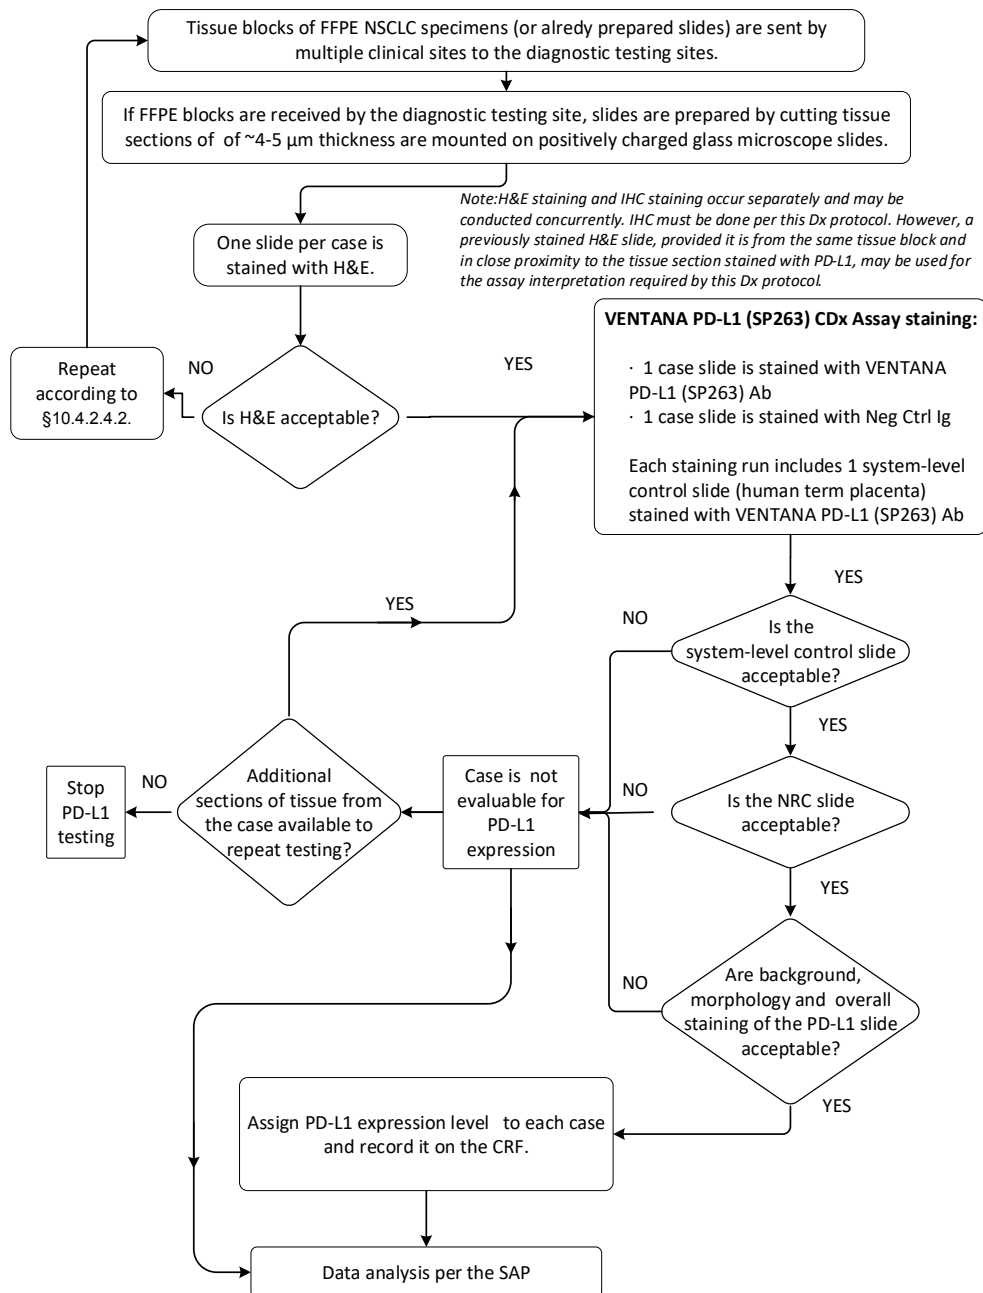 Tissue blocks of FFPE NSCLC specimens (or alredy prepared slides) are sent by
multiple clinical sites to the diagnostic testing sites.
If FFPE blocks are received by the diagnostic testing site, slides are prepared by cutting tissue
sections of  of ~4-5 µm thickness are mounted on positively charged glass microscope slides.
Note:H&E staining and IHC staining occur separately and may be
conducted concurrently. IHC must be done per this Dx protocol. However, a
previously stained H&E slide, provided it is from the same tissue block and
in close proximity to the tissue section stained with PD-L1, may be used for
the assay interpretation required by this Dx protocol.
One slide per case is
stained with H&E.
Repeat
according to
§10.4.2.4.2.
NO
Is H&E acceptable?
YES
VENTANA PD-L1 (SP263) CDx Assay staining:
· 1 case slide is stained with VENTANA
PD-L1 (SP263) Ab
· 1 case slide is stained with Neg Ctrl Ig
Each staining run includes 1 system-level
control slide (human term placenta)
stained with VENTANA PD-L1 (SP263) Ab
YES
YES
NO
Is the
system-level control slide
acceptable?
YES
Stop
PD-L1
testing
NO
Additional
sections of tissue from
the case available to
repeat testing?
Case is  not
evaluable for
PD-L1
expression
NO
Is the NRC slide
acceptable?
YES
NO
Are background,
morphology and  overall
staining of the PD-L1 slide
acceptable?
YES
Assign PD-L1 expression level  to each case
and record it on the CRF.
Data analysis per the SAP